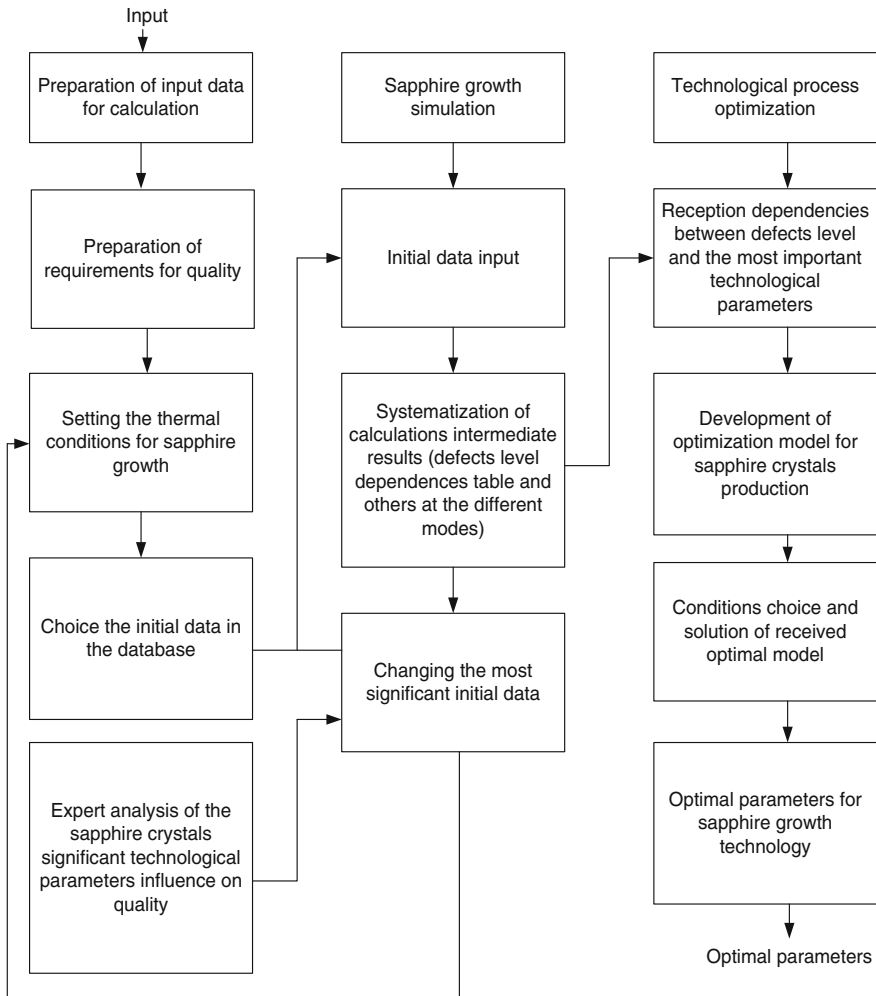 Input
Preparation of input data
for calculation
Preparation of
requirements for quality
Setting the thermal
conditions for sapphire
growth
Choice the initial data in
the database
Expert analysis of the
sapphire crystals
significant technological
parameters influence on
quality
Sapphire growth
simulation
Initial data input
Systematization of
calculations intermediate
results (defects level
dependences table and
others at the different
modes)
Changing the most
significant initial data
Technological process
optimization
Reception dependencies
between defects level
and the most important
technological
parameters
Development of
optimization model for
sapphire crystals
production
Conditions choice and
solution of received
optimal model
Optimal parameters for
sapphire growth
technology
Optimal parameters